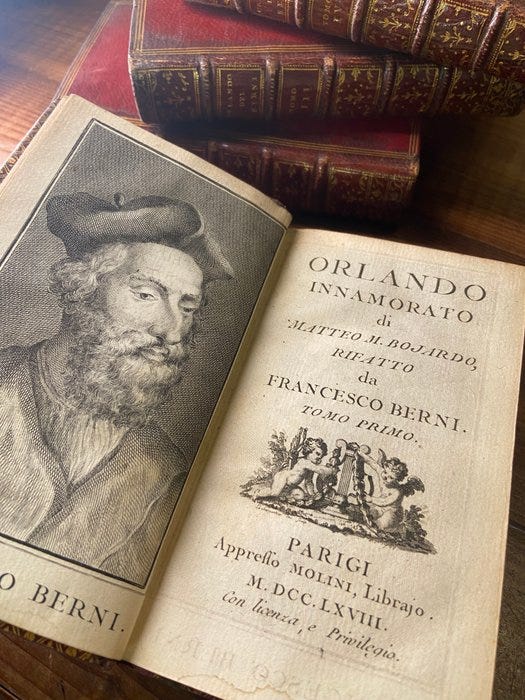 O BERNI.
ORLANDO
INNAMORATO
di
MATTEO M. BOJARDO,
RIFATTO
da
FRANCESCO BERNI.
TOMO PRIMO.
PARIGI
Appreſſo MOLINI, Librajo.
M. DCC. LXVIII.
Con licenza, e Privilegio.